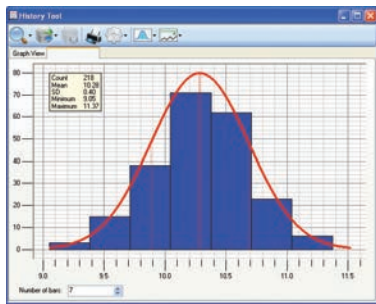 History Tool
Graph View
Count 218
Mean 10.28
SD 0.40
Minimum 9.05
Maximum 11.37
80
70
60
50
40
30
20
10
0
9.0 9.5 10.0 10.5 11.0 11.5
Number of bars: 7